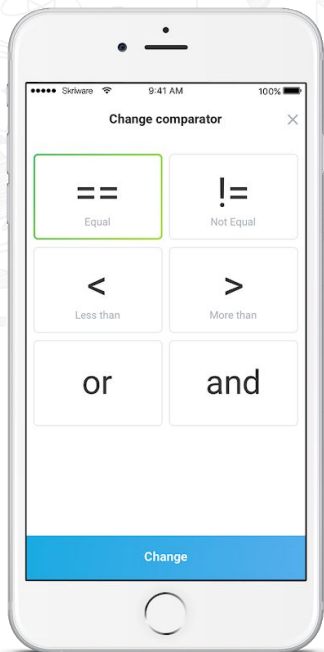 Skriware 9:41 AM 100%
Change comparator
== !=
Equal Not Equal
< >
Less than More than
or and
Change